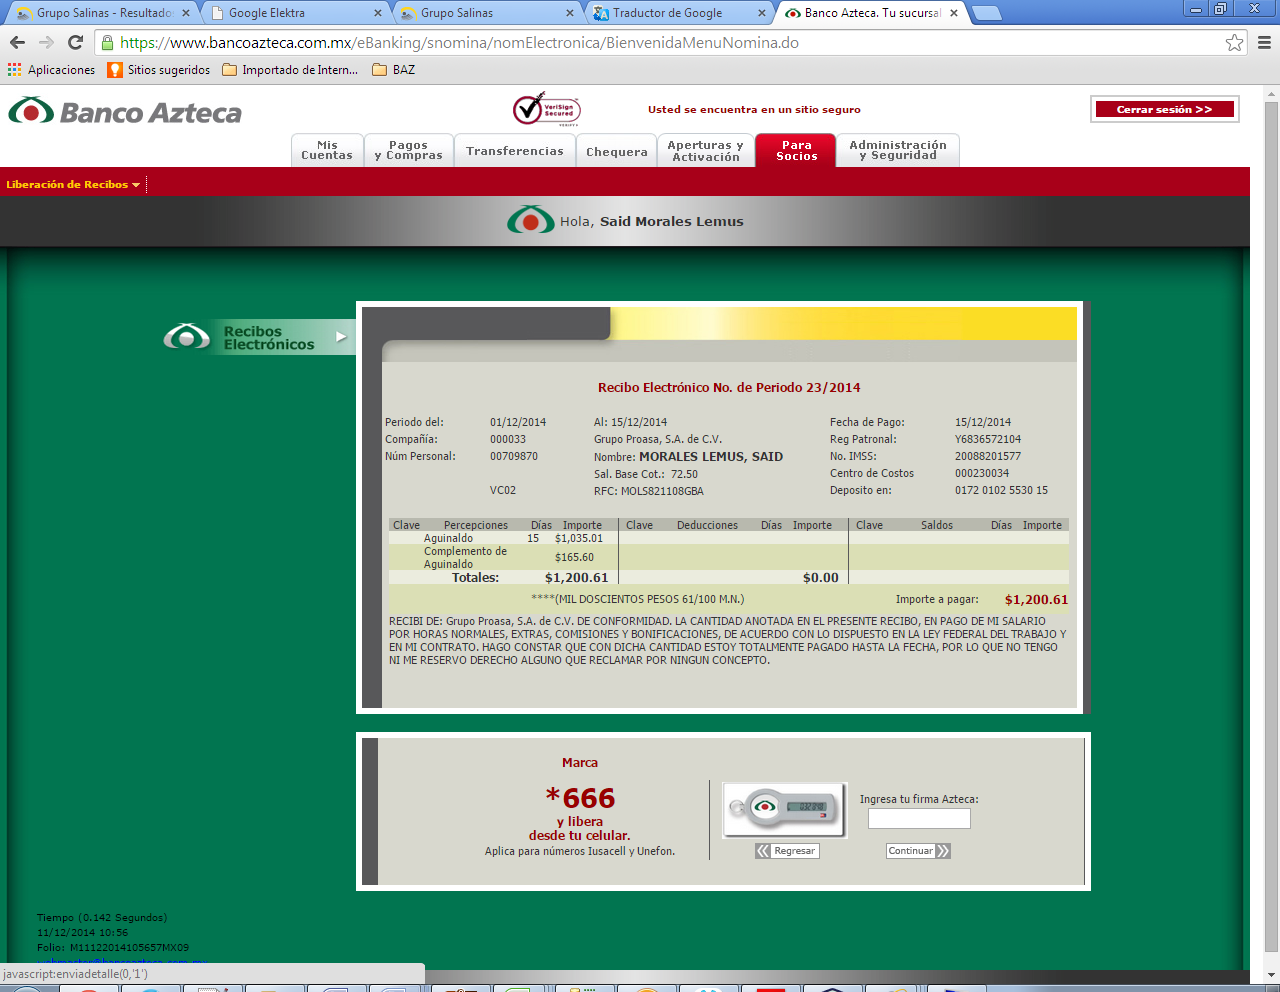 Grupo Salinas - Resultados
Google Elektra
Grupo Salinas
Traductor de Google
Banco Azteca. Tu sucursal
https://www.bancoazteca.com.mx/eBanking/snomina/nomElectronica/BienvenidaMenuNomina.do
Aplicaciones
Sitios sugeridos
Importado de Intern...
BAZ
Banco Azteca
VeriSign
Secured
VERIFY
Usted se encuentra en un sitio seguro
Cerrar sesión >>
Mis Cuentas
Pagos y Compras
Transferencias
Chequera
Aperturas y Activación
Para Socios
Administración y Seguridad
Liberación de Recibos
Hola, Said Morales Lemus
Recibos
Electrónicos
Recibo Electrónico No. de Periodo 23/2014
Periodo del: 01/12/2014 Al: 15/12/2014 Fecha de Pago: 15/12/2014
Compañía: 000033 Grupo Proasa, S.A. de C.V. Reg Patronal: Y6836572104
Núm Personal: 00709870 Nombre: MORALES LEMUS, SAID No. IMSS: 20088201577
Sal. Base Cot.: 72.50 Centro de Costos 000230034
VC02 RFC: MOLS821108GBA Deposito en: 0172 0102 5530 15
Clave Percepciones Días Importe Clave Deducciones Días Importe Clave Saldos Días Importe
Aguinaldo 15 $1,035.01
Complemento de
Aguinaldo $165.60
Totales: $1,200.61 $0.00
****(MIL DOSCIENTOS PESOS 61/100 M.N.) Importe a pagar: $1,200.61
RECIBI DE: Grupo Proasa, S.A. de C.V. DE CONFORMIDAD. LA CANTIDAD ANOTADA EN EL PRESENTE RECIBO, EN PAGO DE MI SALARIO
POR HORAS NORMALES, EXTRAS, COMISIONES Y BONIFICACIONES, DE ACUERDO CON LO DISPUESTO EN LA LEY FEDERAL DEL TRABAJO Y
EN MI CONTRATO. HAGO CONSTAR QUE CON DICHA CANTIDAD ESTOY TOTALMENTE PAGADO HASTA LA FECHA, POR LO QUE NO TENGO
NI ME RESERVO DERECHO ALGUNO QUE RECLAMAR POR NINGUN CONCEPTO.
Marca
*666
y libera
desde tu celular.
Aplica para números Iusacell y Unefon.
Ingresa tu firma Azteca:
Regresar
Continuar
Tiempo (0.142 Segundos)
11/12/2014 10:56
Folio: M11122014105657MX09
webmaster@bancoazteca.com.mx
javascript:enviadetalle(0,'1')